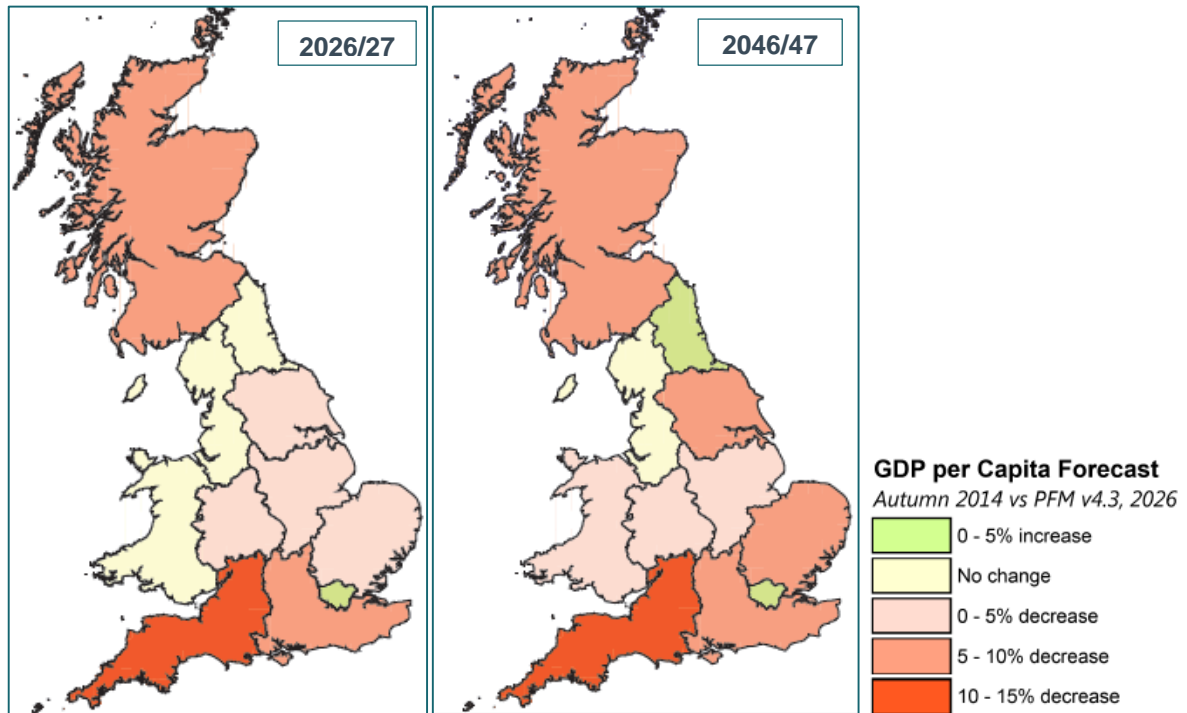 2026/27
2046/47
GDP per Capita Forecast
Autumn 2014 vs PFM v4.3, 2026
0 - 5% increase
No change
0 - 5% decrease
5 - 10% decrease
10 - 15% decrease